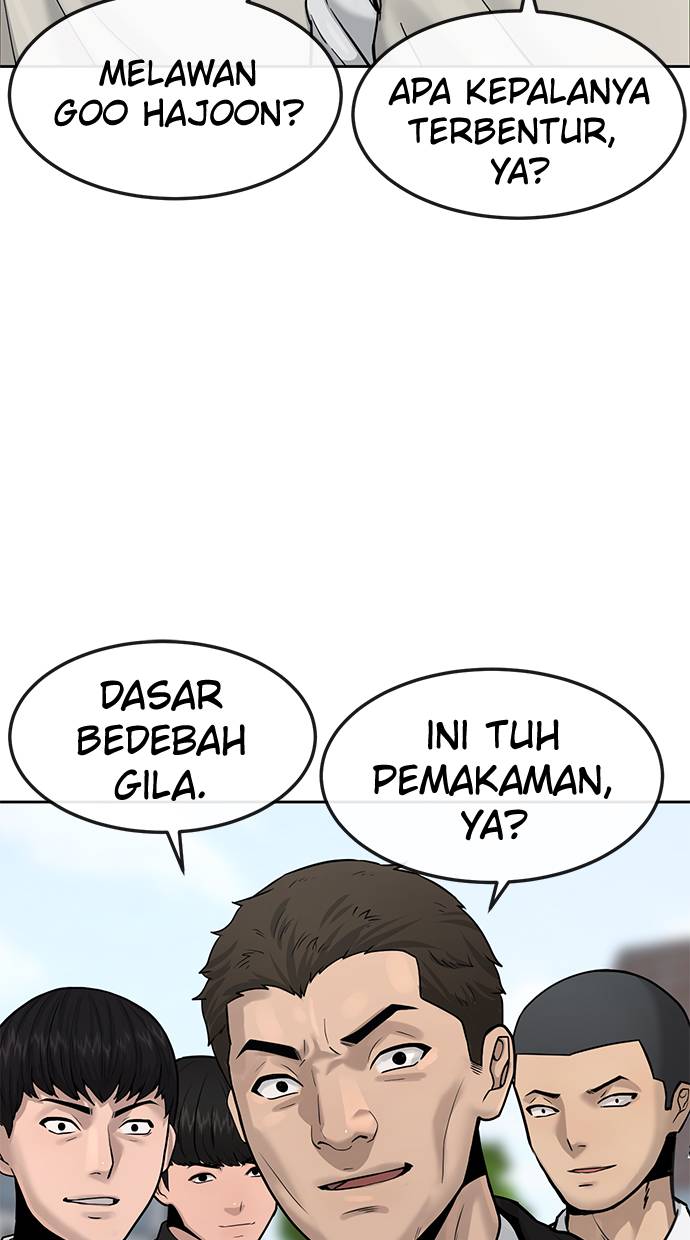 MELAWAN
GOO HAJOON?
APA KEPALANYA
TERBENTUR,
YA?
DASAR
BEDEBAH
GILA.
INI TUH
PEMAKAMAN,
YA?